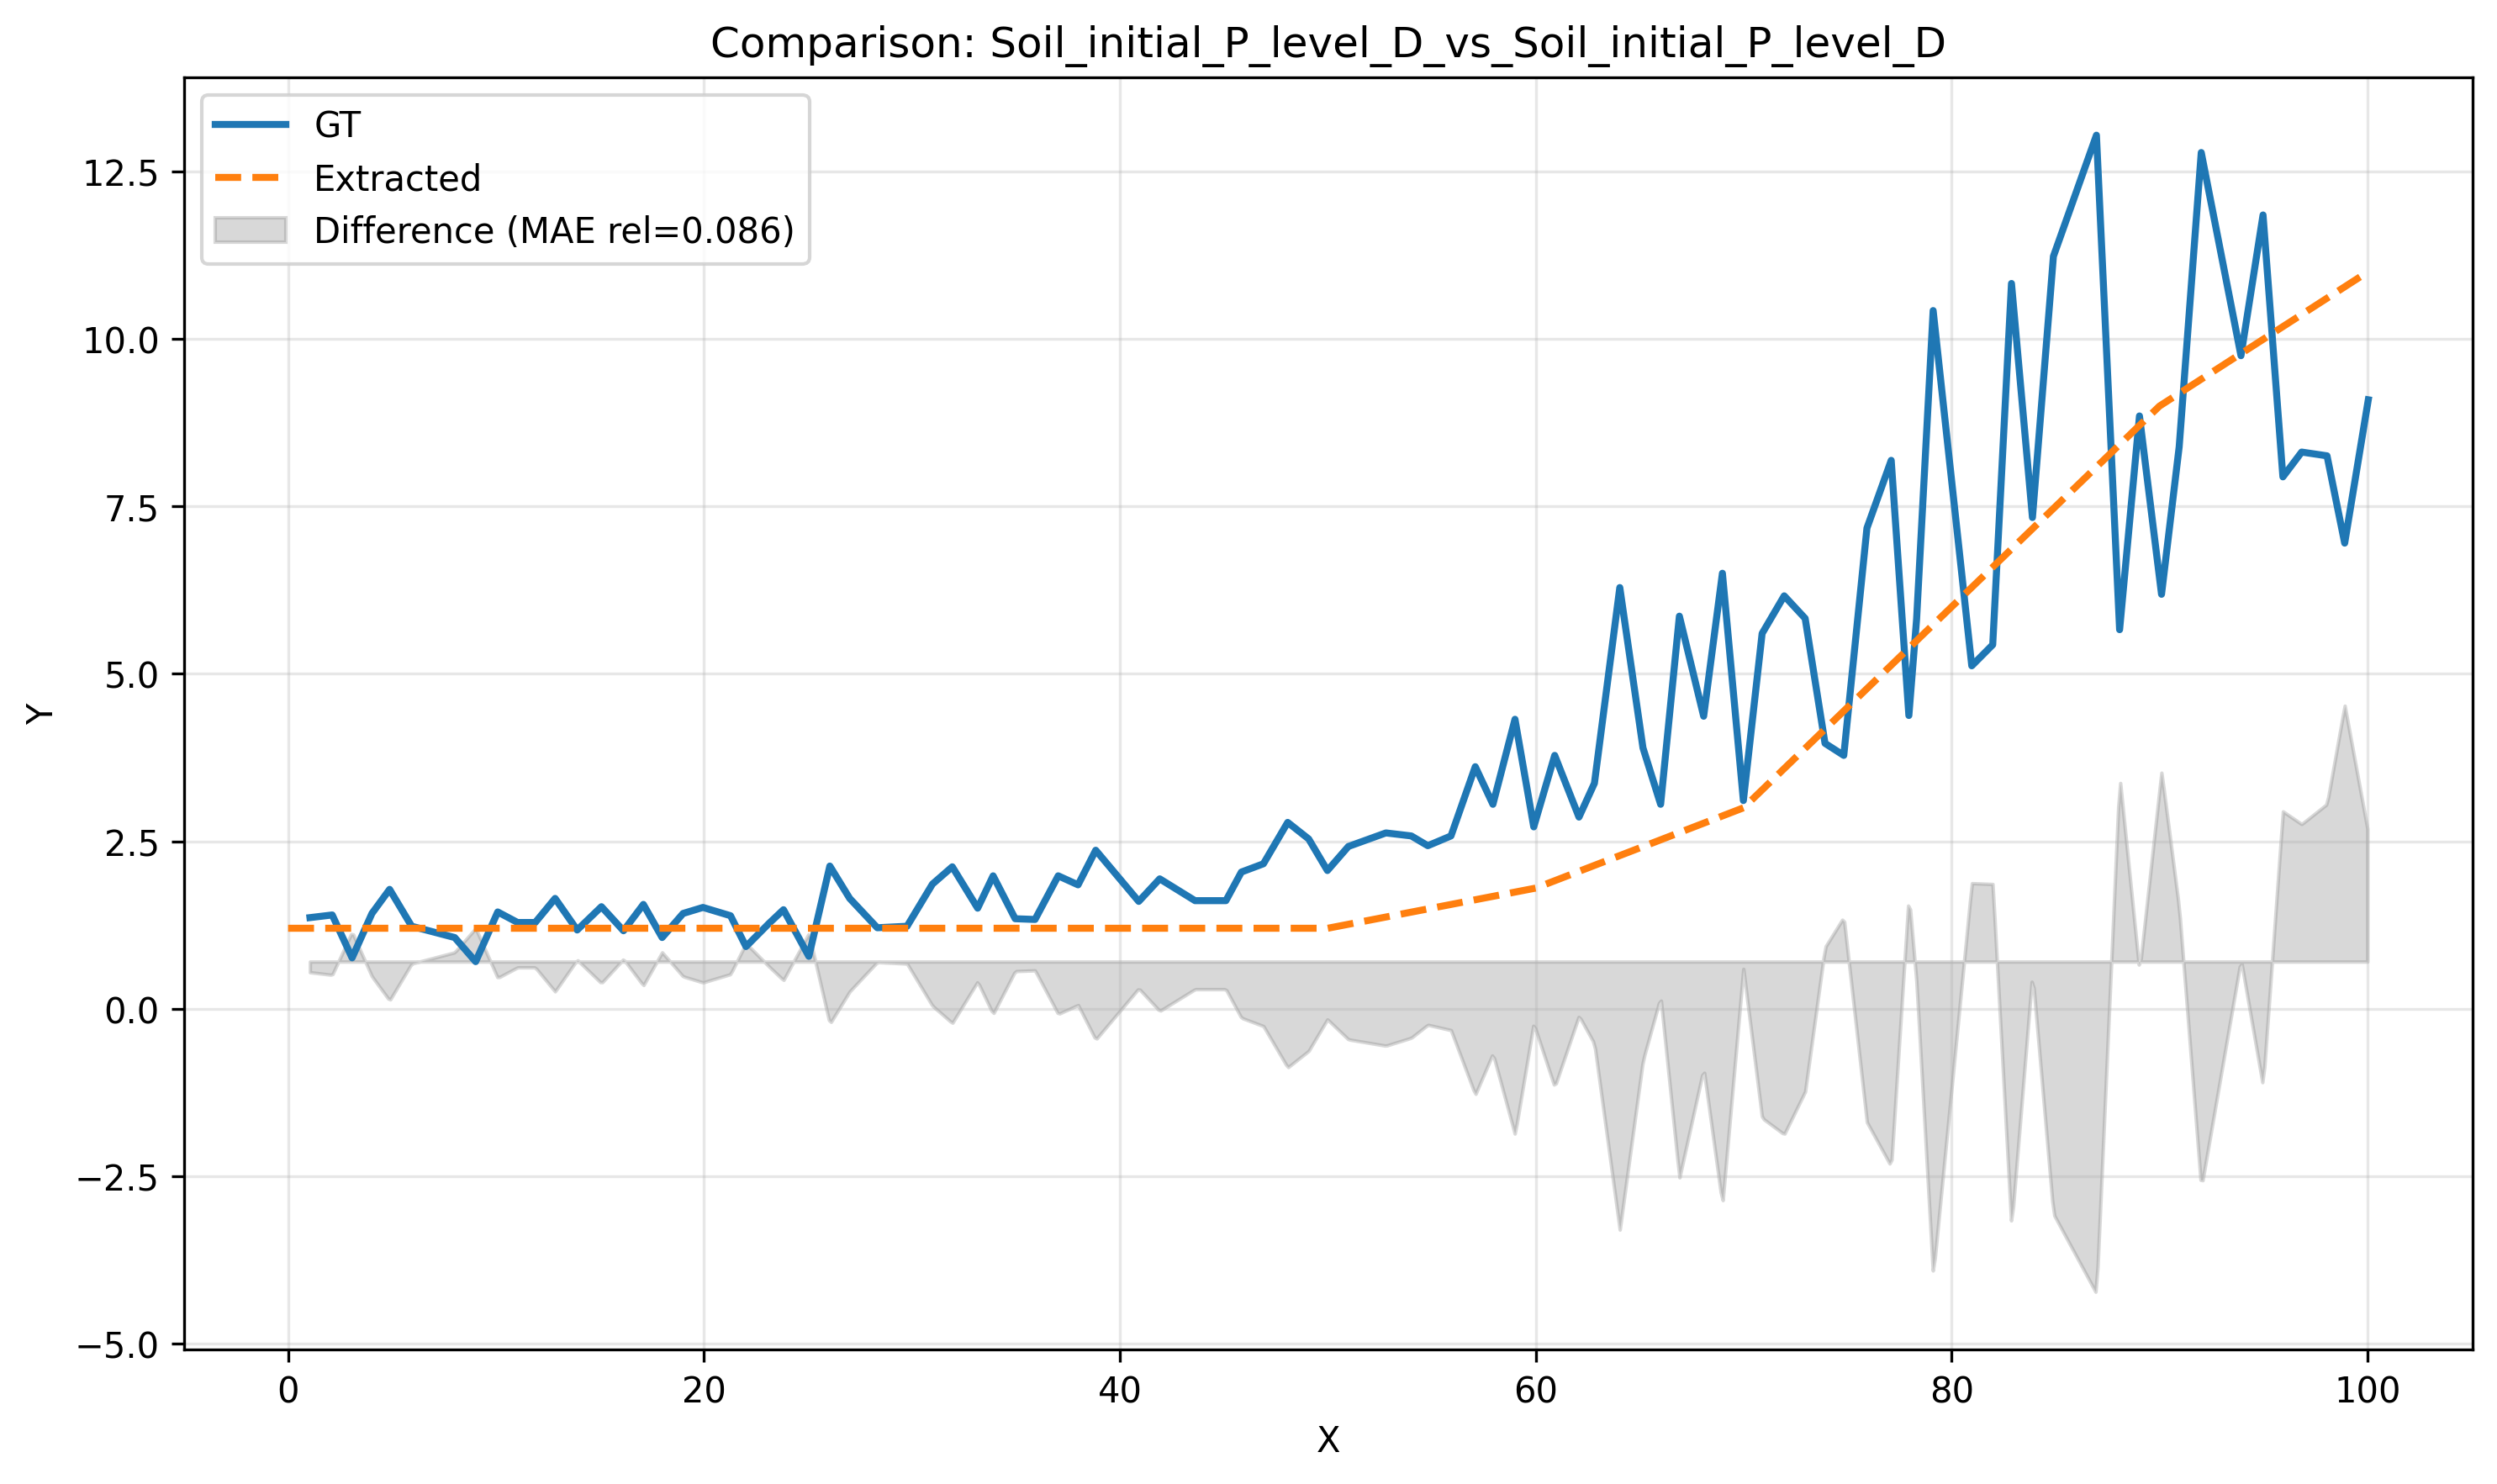 Comparison: Soil_initial_P_level_D_vs_Soil_initial_P_level_D
GT
Extracted
Difference (MAE rel=0.086)
12.5
10.0
7.5
5.0
2.5
0.0
−2.5
−5.0
Y
0 20 40 60 80 100
X